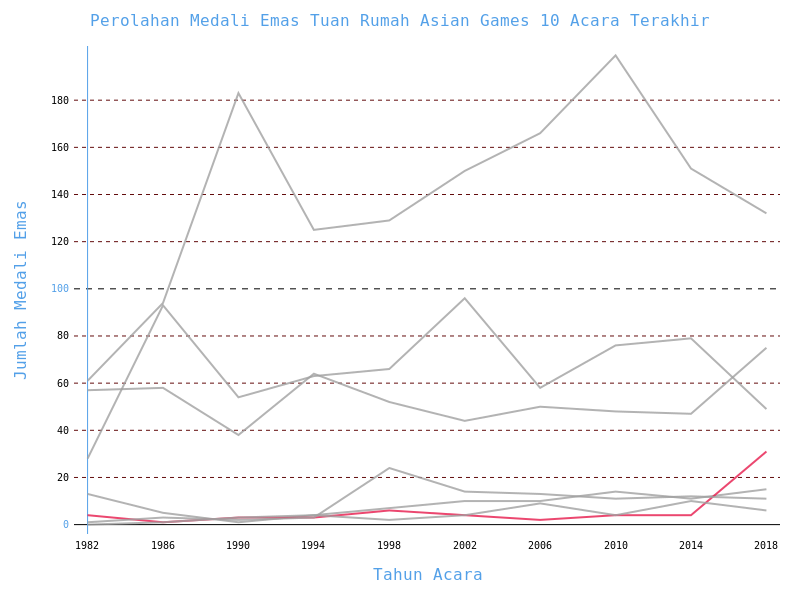 Perolahan Medali Emas Tuan Rumah Asian Games 10 Acara Terakhir
Jumlah Medali Emas
180
160
140
120
100
80
60
40
20
0
1982 1986 1990 1994 1998 2002 2006 2010 2014 2018
Tahun Acara